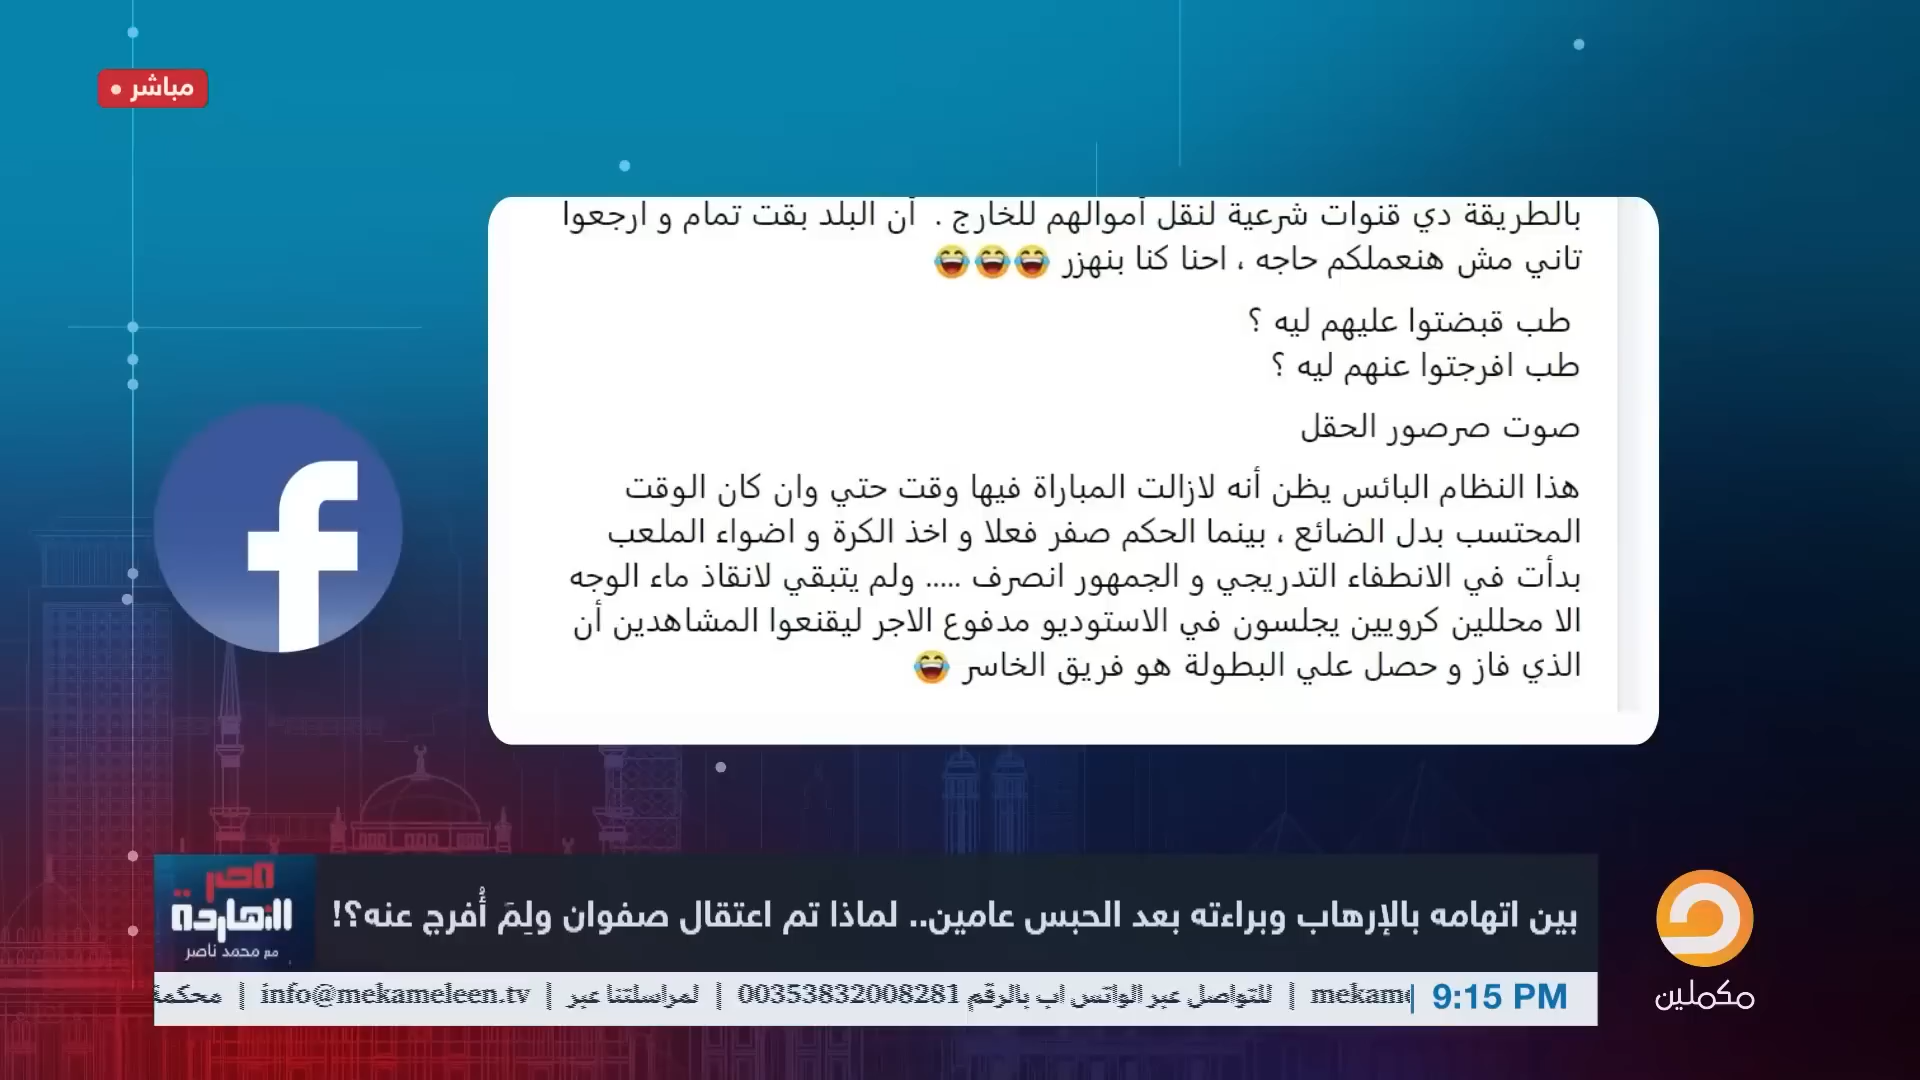 مباشر
بالطريقة دي قنوات شرعية لنقل أموالهم للخارج . أن البلد بقت تمام و ارجعوا
تاني مش هنعملكم حاجه ، احنا كنا بنهزر 😂😂😂
طب قبضتوا عليهم ليه ؟
طب افرجتوا عنهم ليه ؟
صوت صرصور الحقل
هذا النظام البائس يظن أنه لازالت المباراة فيها وقت حتي وان كان الوقت
المحتسب بدل الضائع ، بينما الحكم صفر فعلا و اخذ الكرة و اضواء الملعب
بدأت في الانطفاء التدريجي و الجمهور انصرف ..... ولم يتبقي لانقاذ ماء الوجه
الا محللين كرويين يجلسون في الاستوديو مدفوع الاجر ليقنعوا المشاهدين أن
الذي فاز و حصل علي البطولة هو فريق الخاسر 😂
f
مصر
النهاردة
مع محمد ناصر
بين اتهامه بالإرهاب وبراءته بعد الحبس عامين.. لماذا تم اعتقال صفوان ولِمَ أُفرج عنه؟!
9:15 PM
mekame | للتواصل عبر الواتس اب بالرقم 00353832008281 | لمراسلتنا عبر | info@mekameleen.tv | محكمة
مكملين